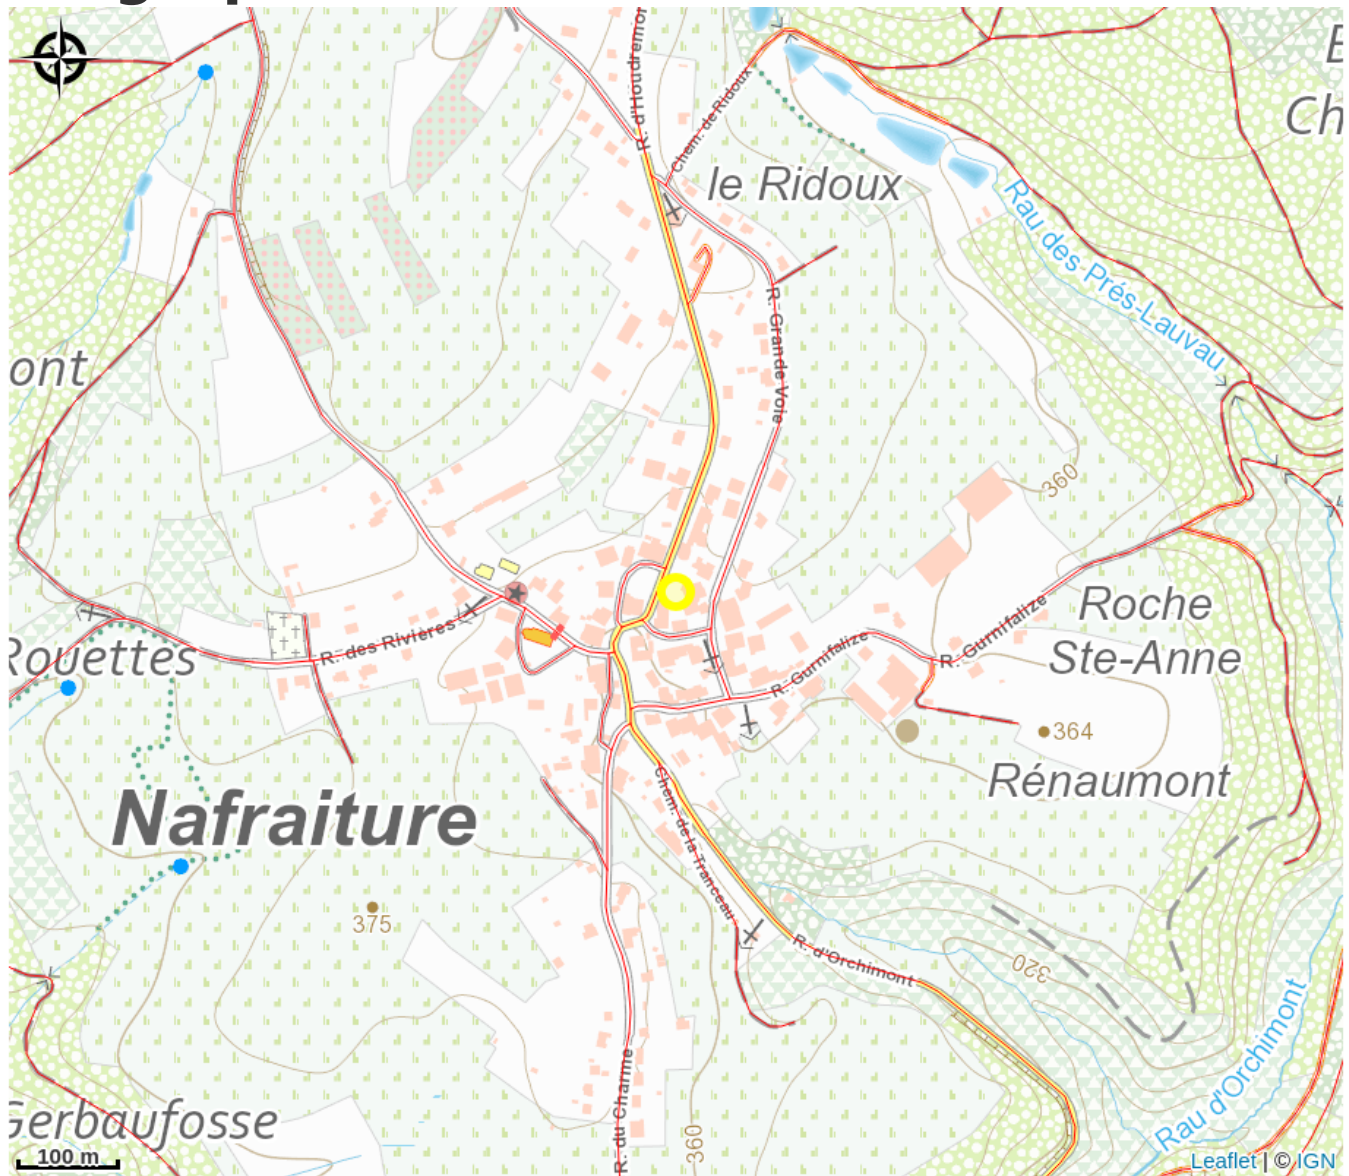 R. d'Houdremont
Chem. de Ridoux
le Ridoux
E
Ch
Rau des Prés-Lauvau
R. Grande Voie
ont
360
Roche
Ste-Anne
R. Gurnifalize
R. Gurnifalize
R. des Rivières
Rouettes
364
Rénaumont
Nafraiture
Chem. de la Tranceau
375
R. d'Orchimont
320
Rau d'Orchimont
R. du Charme
360
Gerbaufosse
100 m
Leaflet | © IGN